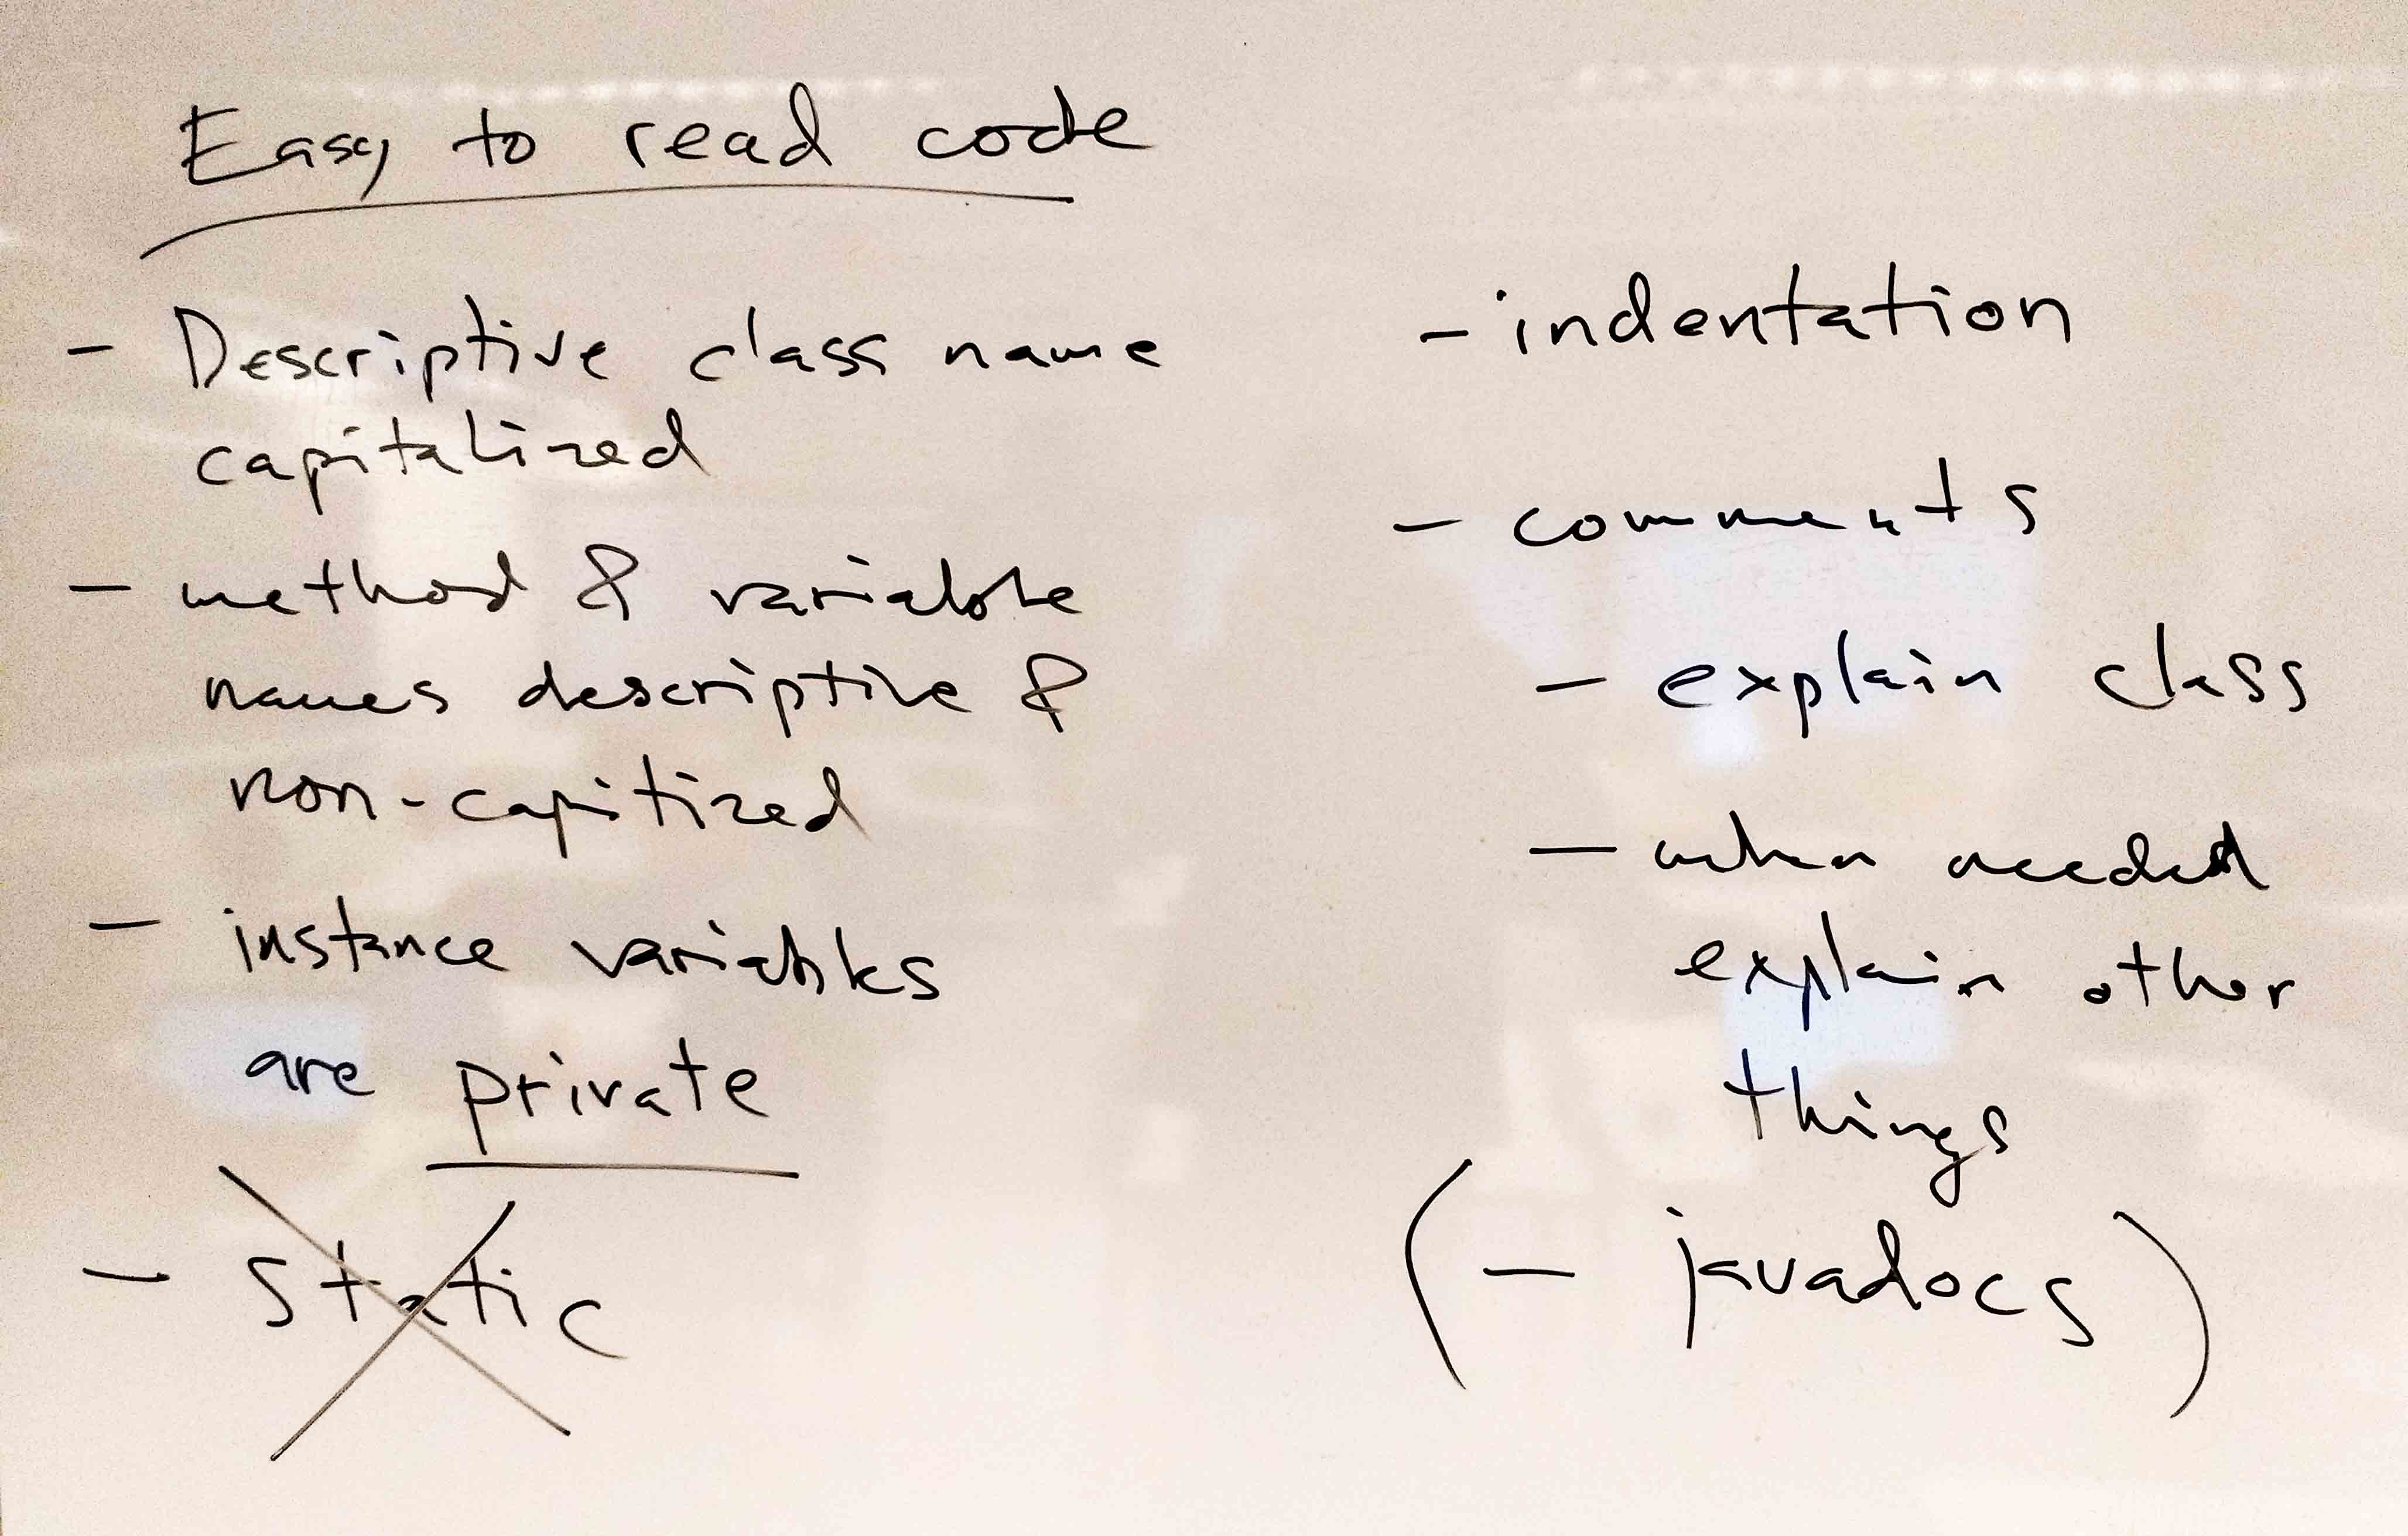 Easy to read code
- Descriptive class name
capitalized
- method & variable
names descriptive &
non-capitized
- instance variables
are private
- static
- indentation
- comments
- explain class
- when needed
explain other
things
(- javadocs)